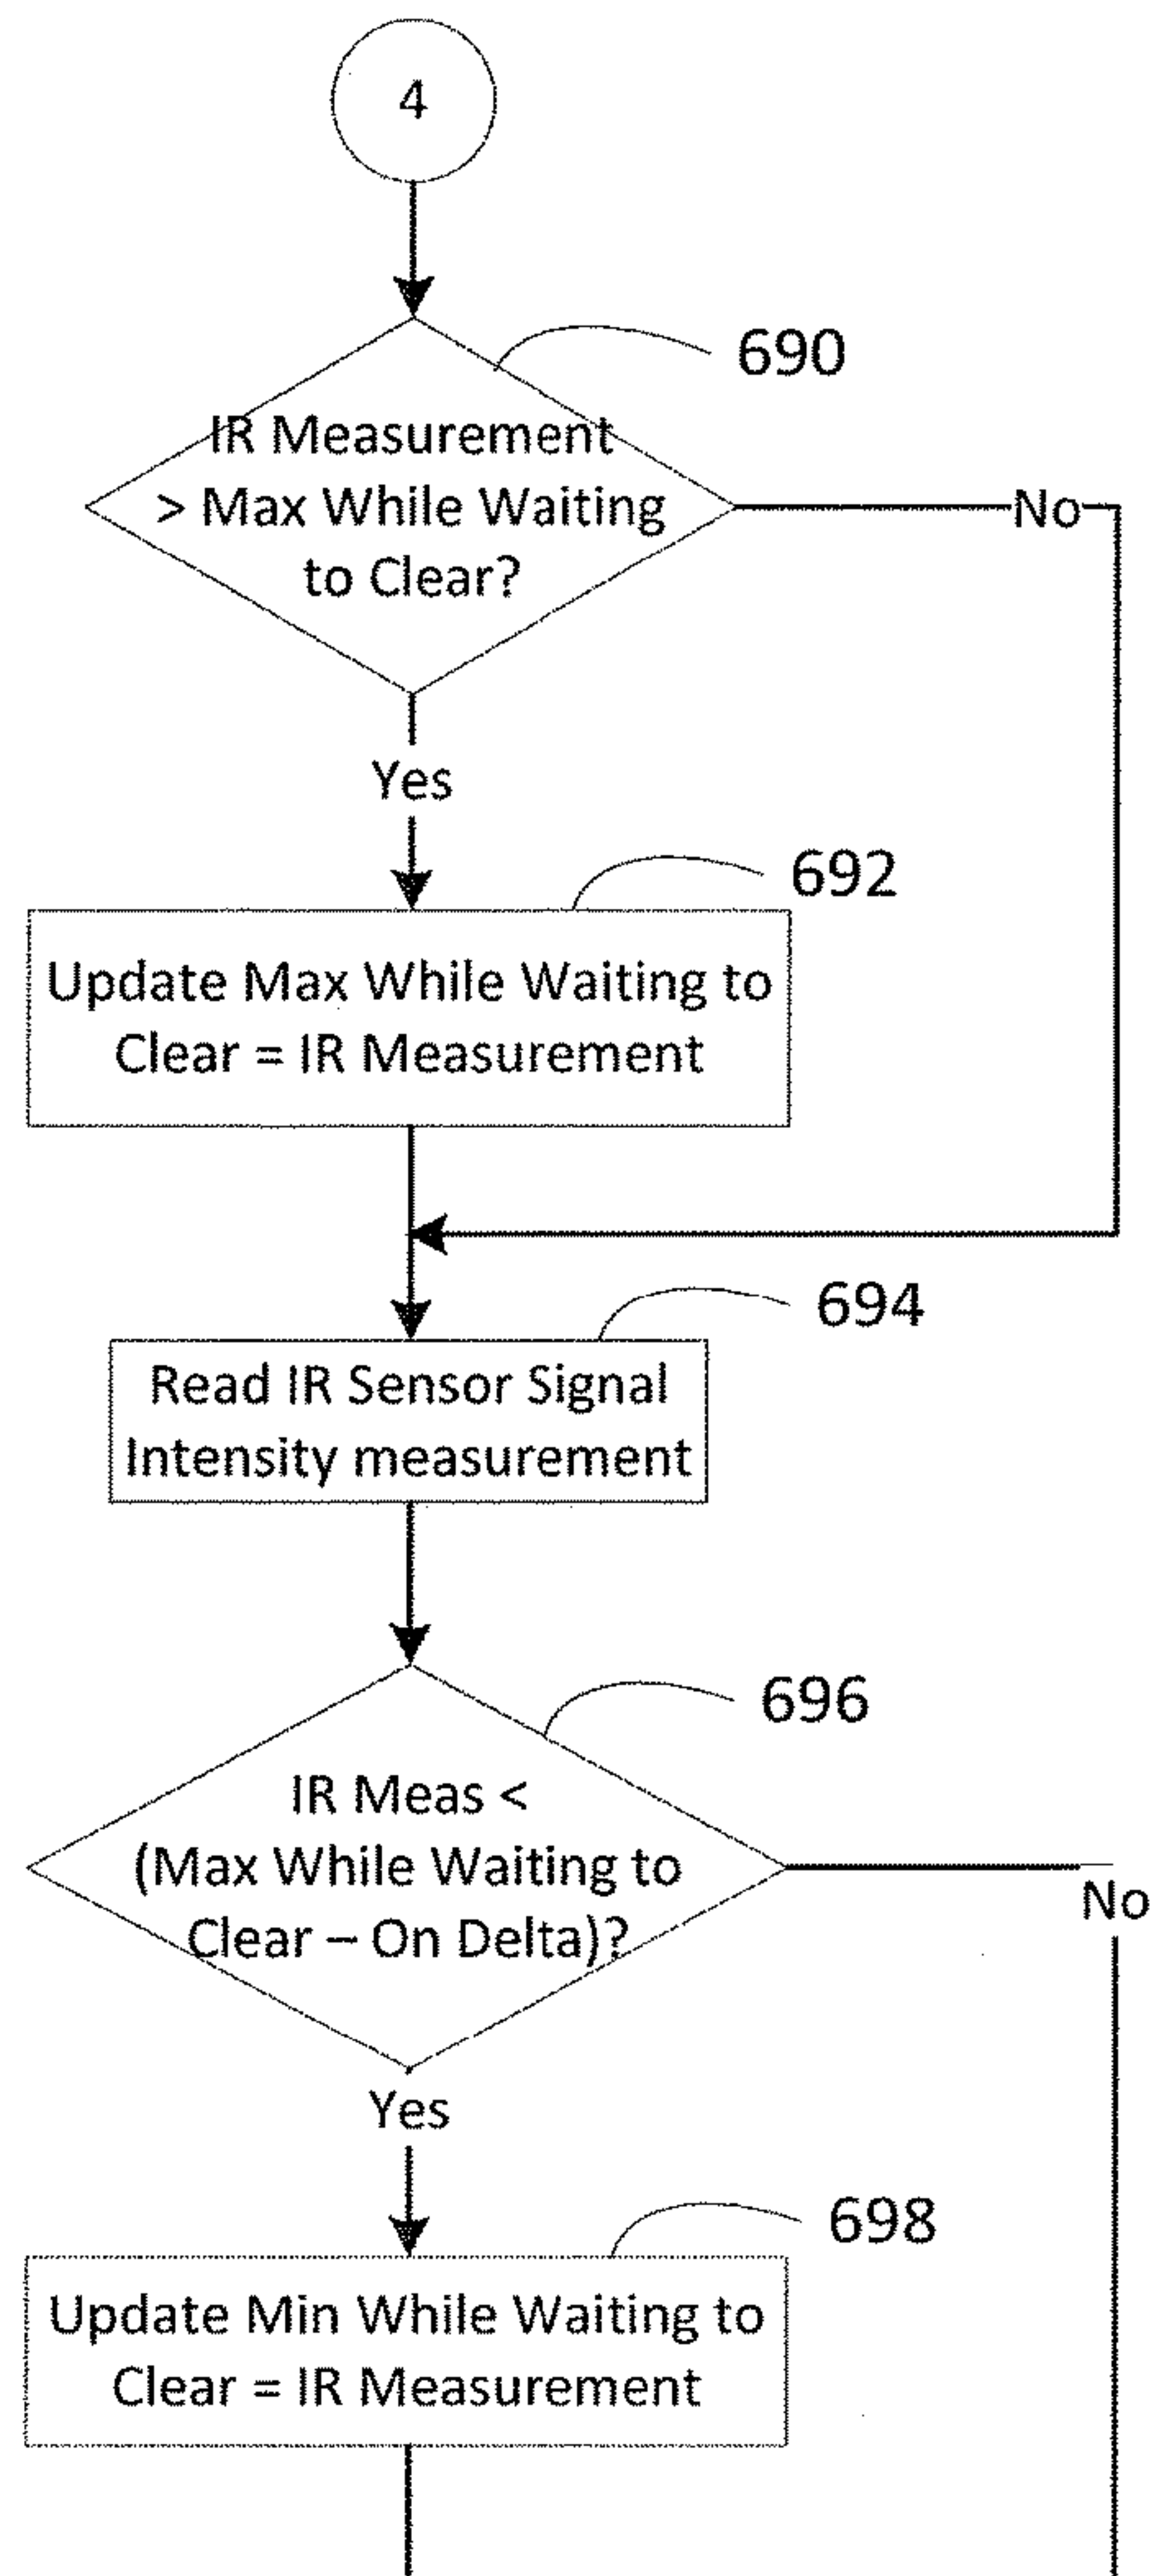 4
690
IR Measurement
> Max While Waiting
to Clear?
No
Yes
692
Update Max While Waiting to
Clear = IR Measurement
694
Read IR Sensor Signal
Intensity measurement
696
IR Meas <
(Max While Waiting to
Clear – On Delta)?
No
Yes
698
Update Min While Waiting to
Clear = IR Measurement